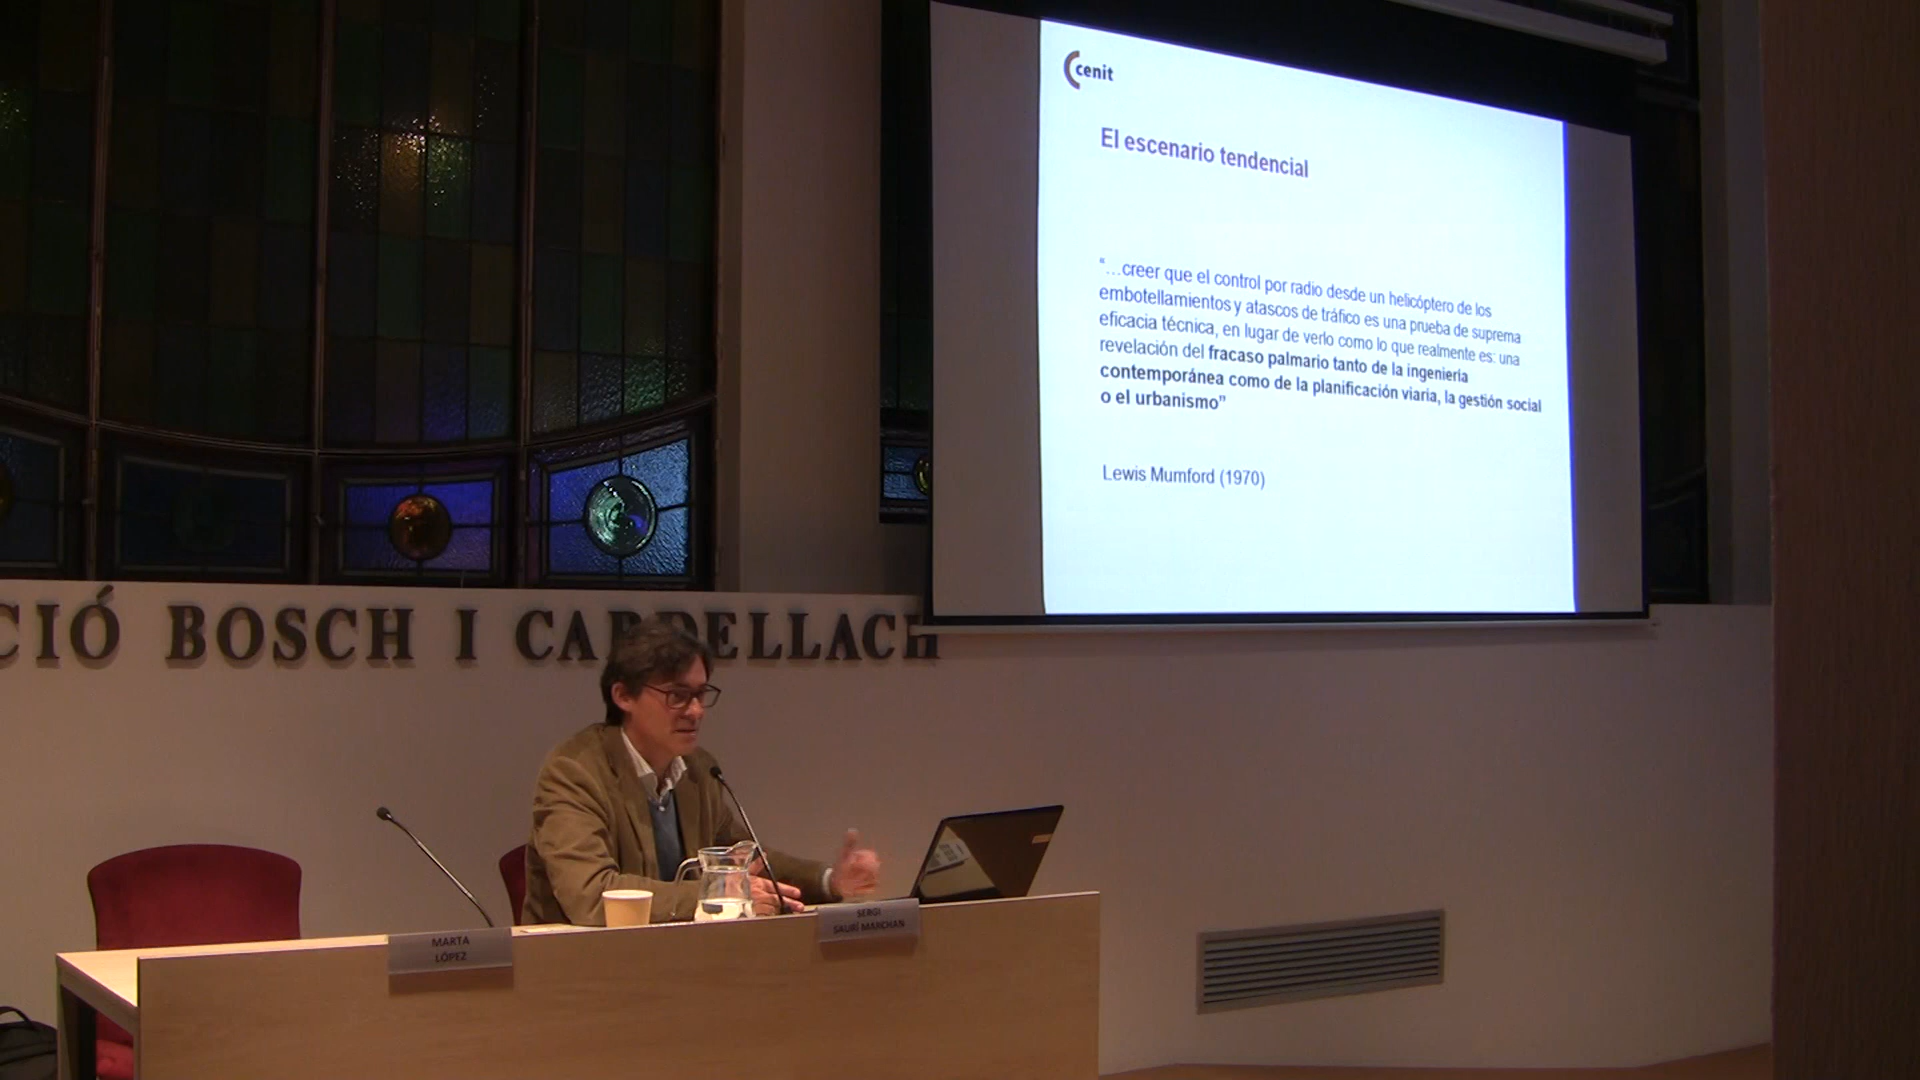 cenit
El escenario tendencial
“…creer que el control por radio desde un helicóptero de los
embotellamientos y atascos de tráfico es una prueba de suprema
eficacia técnica, en lugar de verlo como lo que realmente es: una
revelación del fracaso palmario tanto de la ingeniería
contemporánea como de la planificación viaria, la gestión social
o el urbanismo”
Lewis Mumford (1970)
CIÓ BOSCH I CARDELLACH
MARTA
LÓPEZ
SERGI
SAURÍ MARCHAN